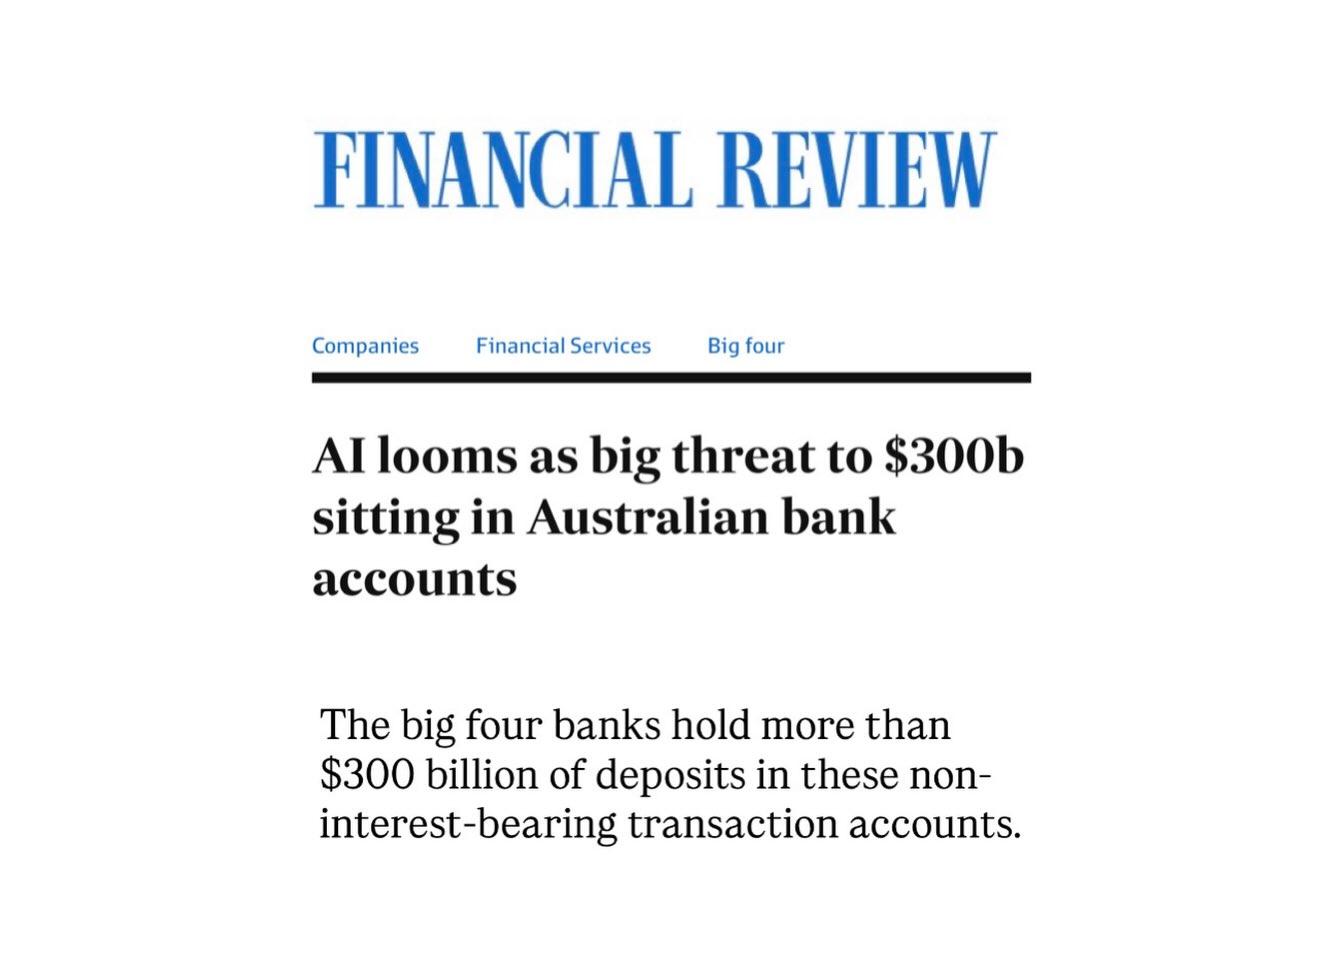 FINANCIAL REVIEW
Companies Financial Services Big four
AI looms as big threat to $300b
sitting in Australian bank
accounts
The big four banks hold more than
$300 billion of deposits in these non-
interest-bearing transaction accounts.